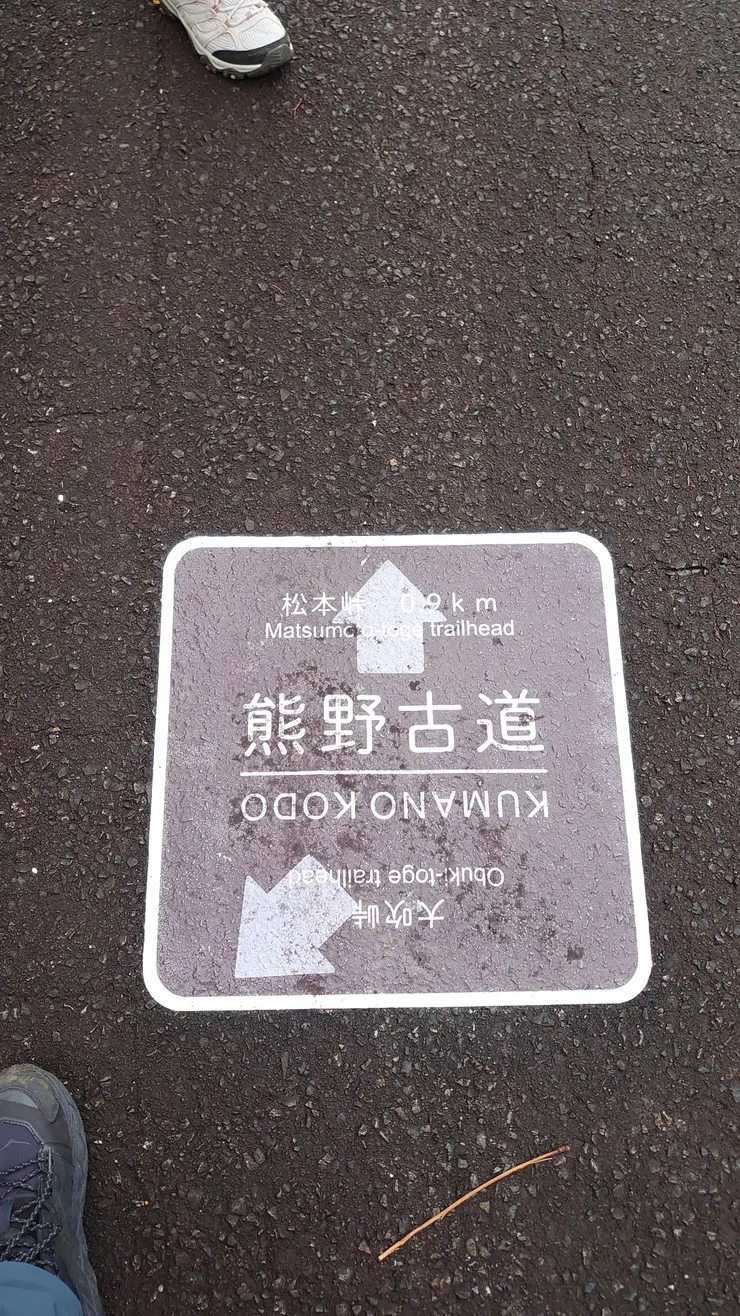 松本峠 0.9km
Matsumoto-toge trailhead
熊野古道
KUMANO KODO
Obuki-toge trailhead
大吹峠